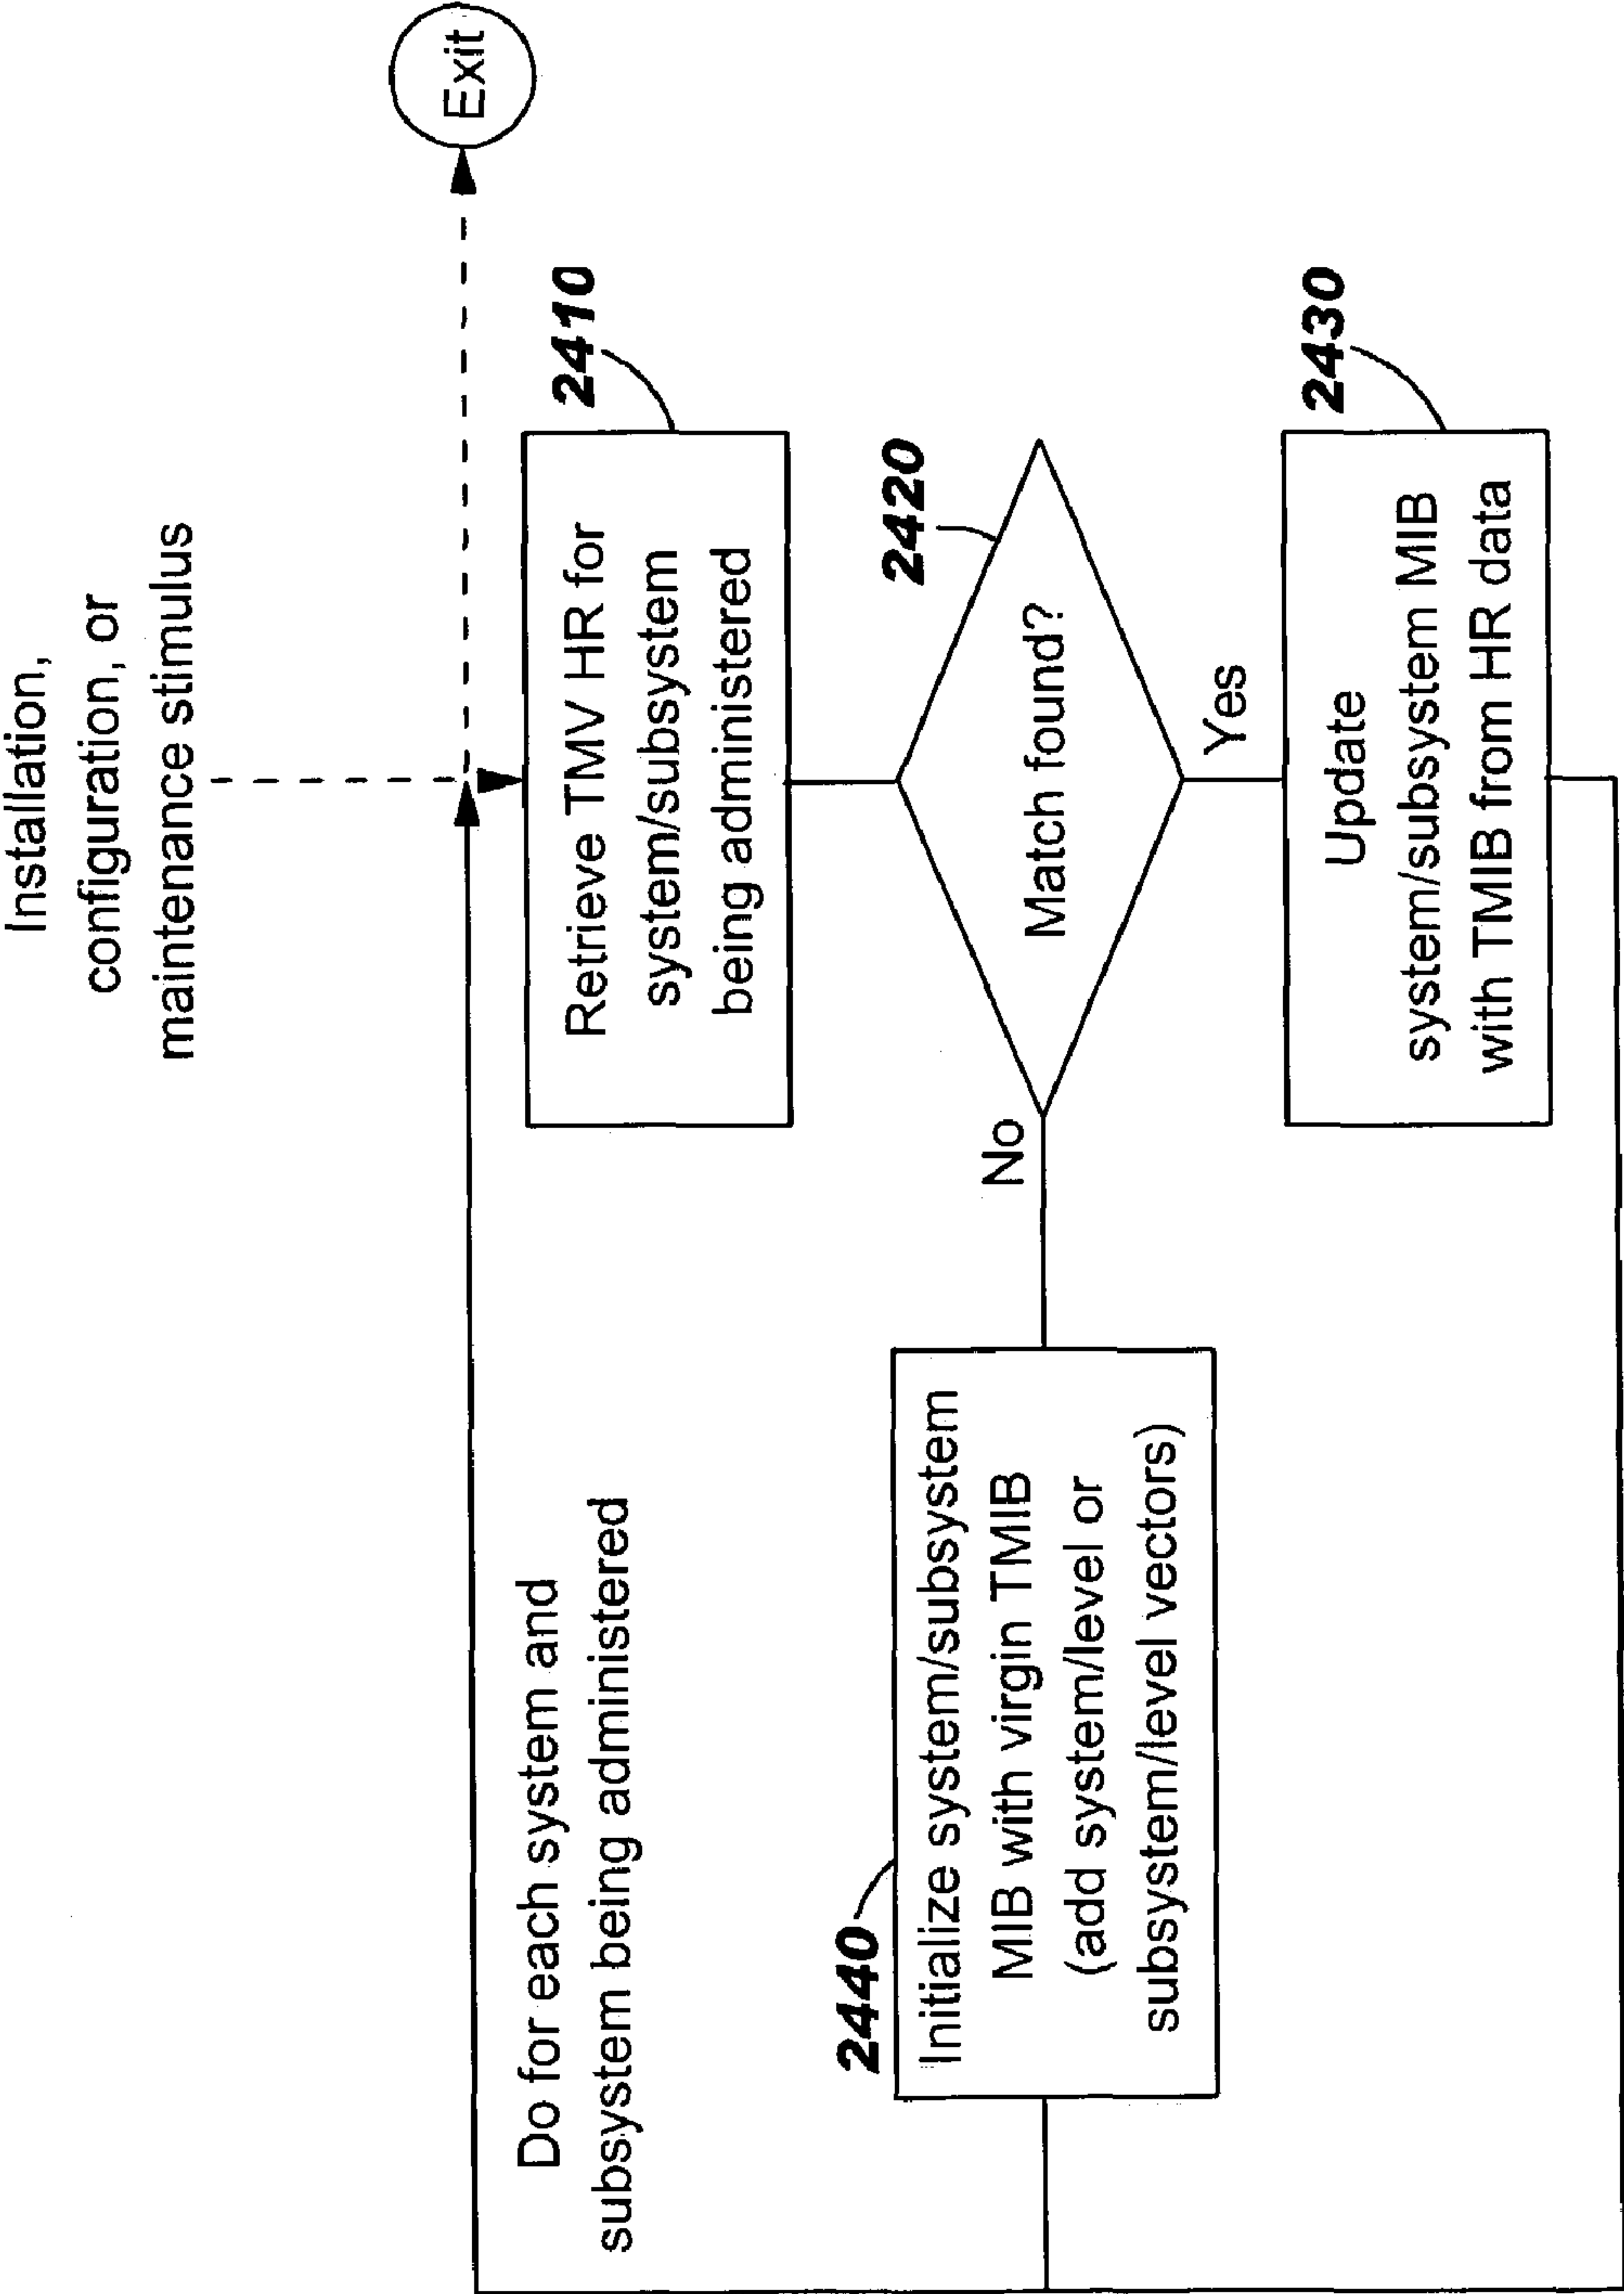 Installation,
configuration, or
maintenance stimulus
Exit
Do for each system and
subsystem being administered
2410
Retrieve TMV HR for
system/subsystem
being administered
2420
Match found?
No
Yes
2440
Initialize system/subsystem
MIB with virgin TMIB
(add system/level or
subsystem/level vectors)
2430
Update
system/subsystem MIB
with TMIB from HR data